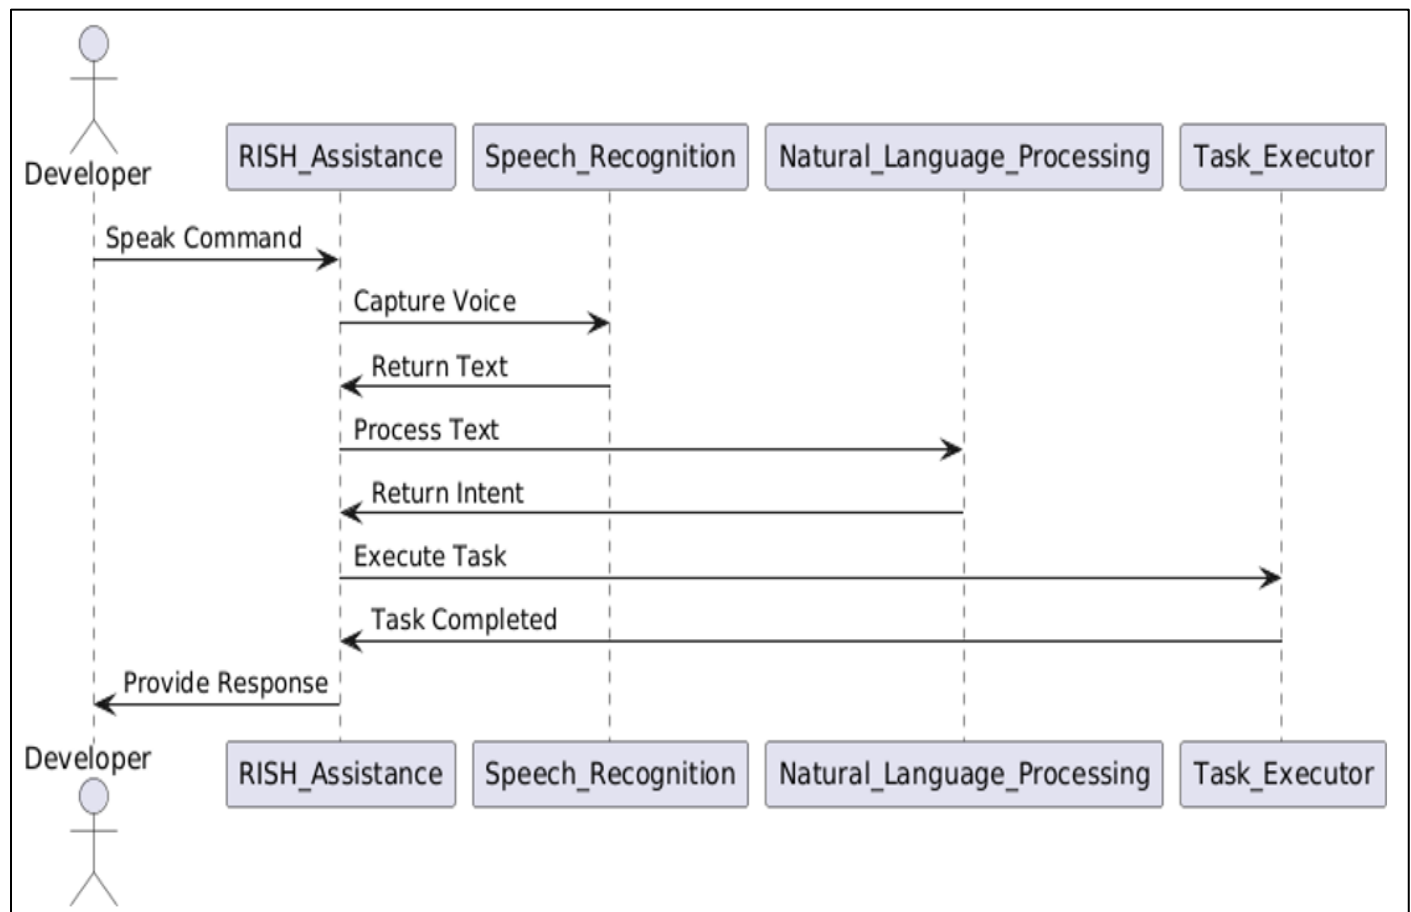 Developer
RISH_Assistance
Speech_Recognition
Natural_Language_Processing
Task_Executor
Speak Command
Capture Voice
Return Text
Process Text
Return Intent
Execute Task
Task Completed
Provide Response
Developer
RISH_Assistance
Speech_Recognition
Natural_Language_Processing
Task_Executor